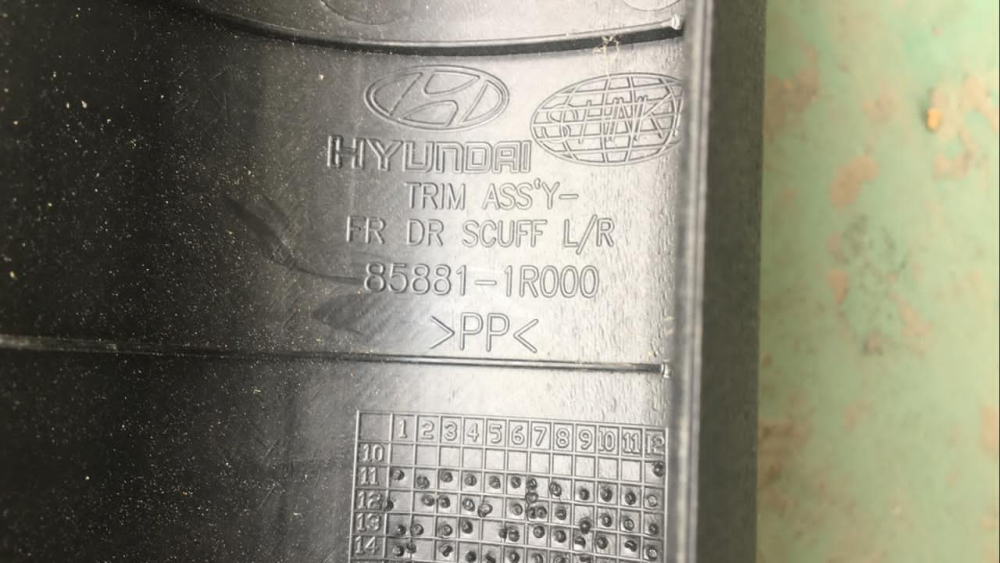 HYUNDAI
SHINKI
TRIM ASS'Y-
FR DR SCUFF L/R
85881-1R000
>PP<
1 2 3 4 5 6 7 8 9 10 11 12
10
11
12
13
14